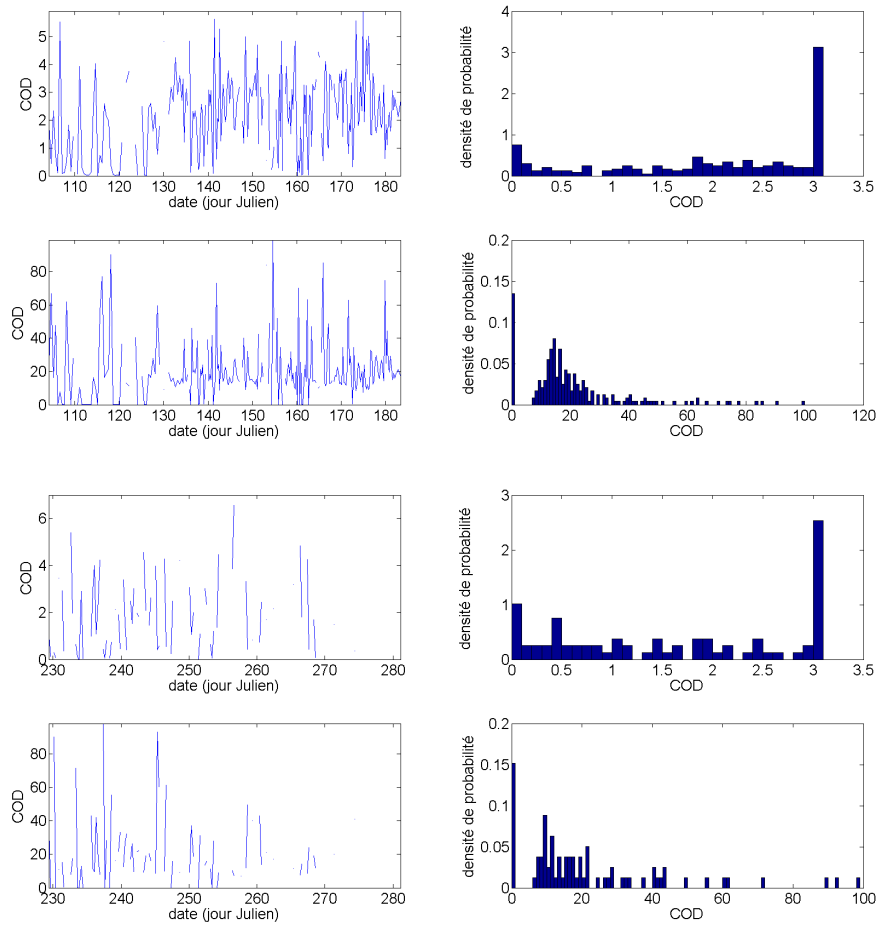 COD
5
4
3
2
1
0
110 120 130 140 150 160 170 180
date (jour Julien)
densité de probabilité
4
3
2
1
0
0 0.5 1 1.5 2 2.5 3 3.5
COD
COD
80
60
40
20
0
110 120 130 140 150 160 170 180
date (jour Julien)
densité de probabilité
0.2
0.15
0.1
0.05
0
0 20 40 60 80 100 120
COD
COD
6
4
2
0
230 240 250 260 270 280
date (jour Julien)
densité de probabilité
3
2
1
0
0 0.5 1 1.5 2 2.5 3 3.5
COD
COD
80
60
40
20
0
230 240 250 260 270 280
date (jour Julien)
densité de probabilité
0.2
0.15
0.1
0.05
0
0 20 40 60 80 100
COD